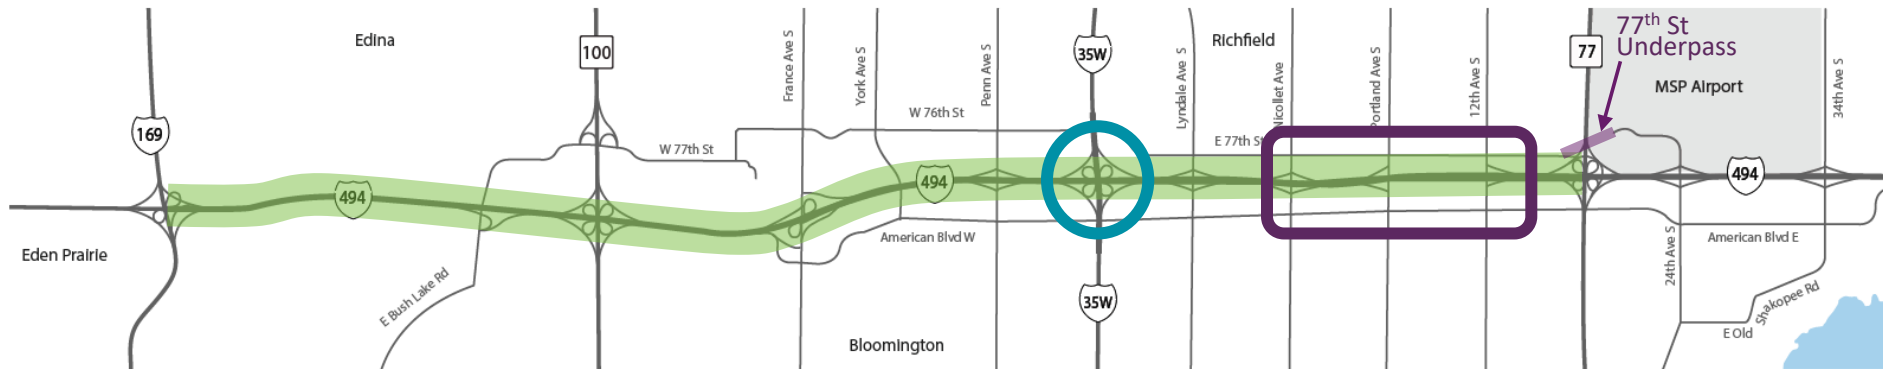 77th St
Underpass
Edina
Richfield
100
35W
77
MSP Airport
France Ave S
York Ave S
Penn Ave S
Lyndale Ave S
Nicollet Ave
Portland Ave S
12th Ave S
34th Ave S
169
W 76th St
W 77th St
E 77th St
494
494
494
Eden Prairie
American Blvd W
American Blvd E
24th Ave S
E Bush Lake Rd
35W
Shakopee Rd
E Old
Bloomington